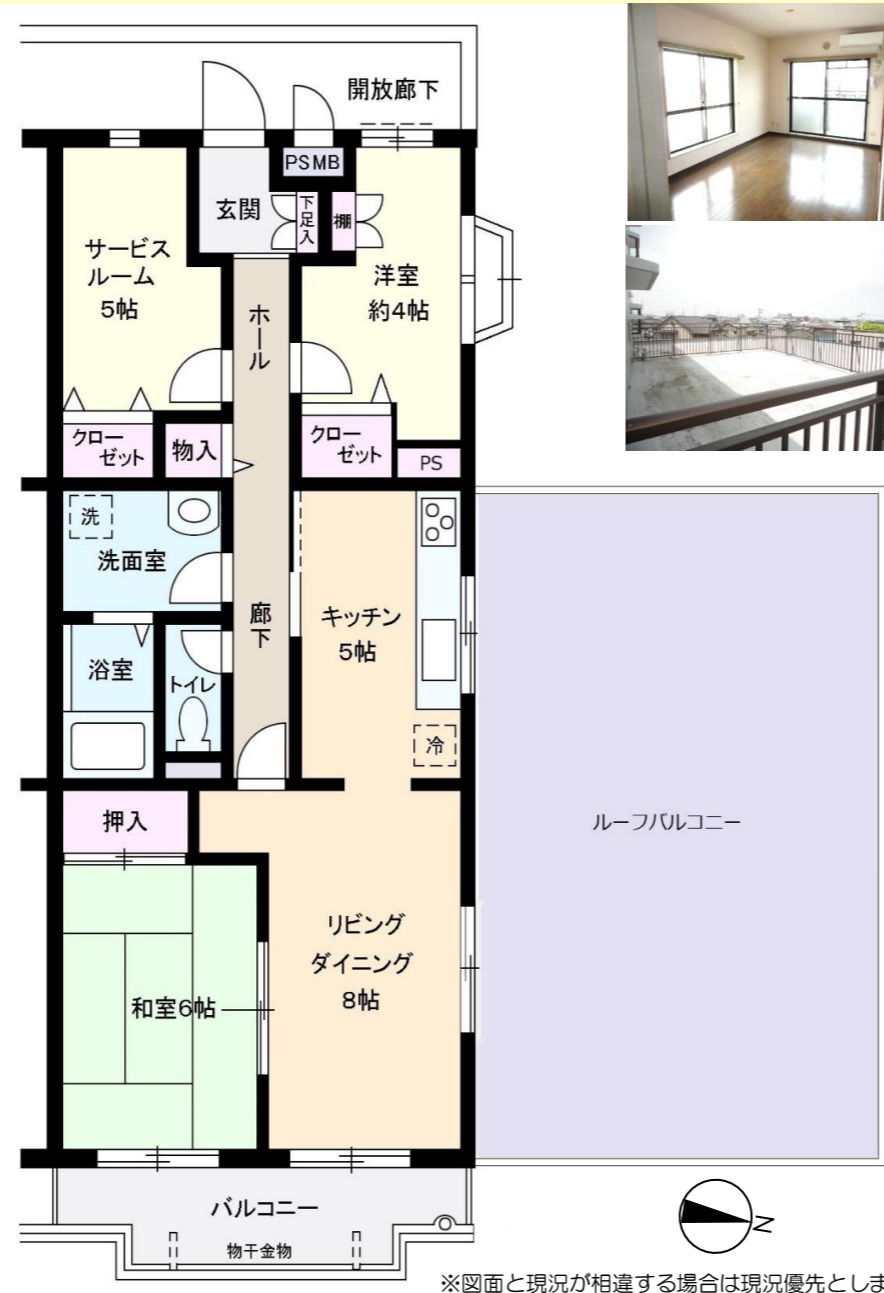 開放廊下
PSMB
玄関
下足入
棚
サービス
ルーム
5帖
洋室
約4帖
ホール
クロー
ゼット
物入
クロー
ゼット
PS
洗
洗面室
廊下
キッチン
5帖
浴室
トイレ
冷
押入
ルーフバルコニー
リビング
ダイニング
8帖
和室6帖
バルコニー
物干金物
N
※図面と現況が相違する場合は現況優先としま